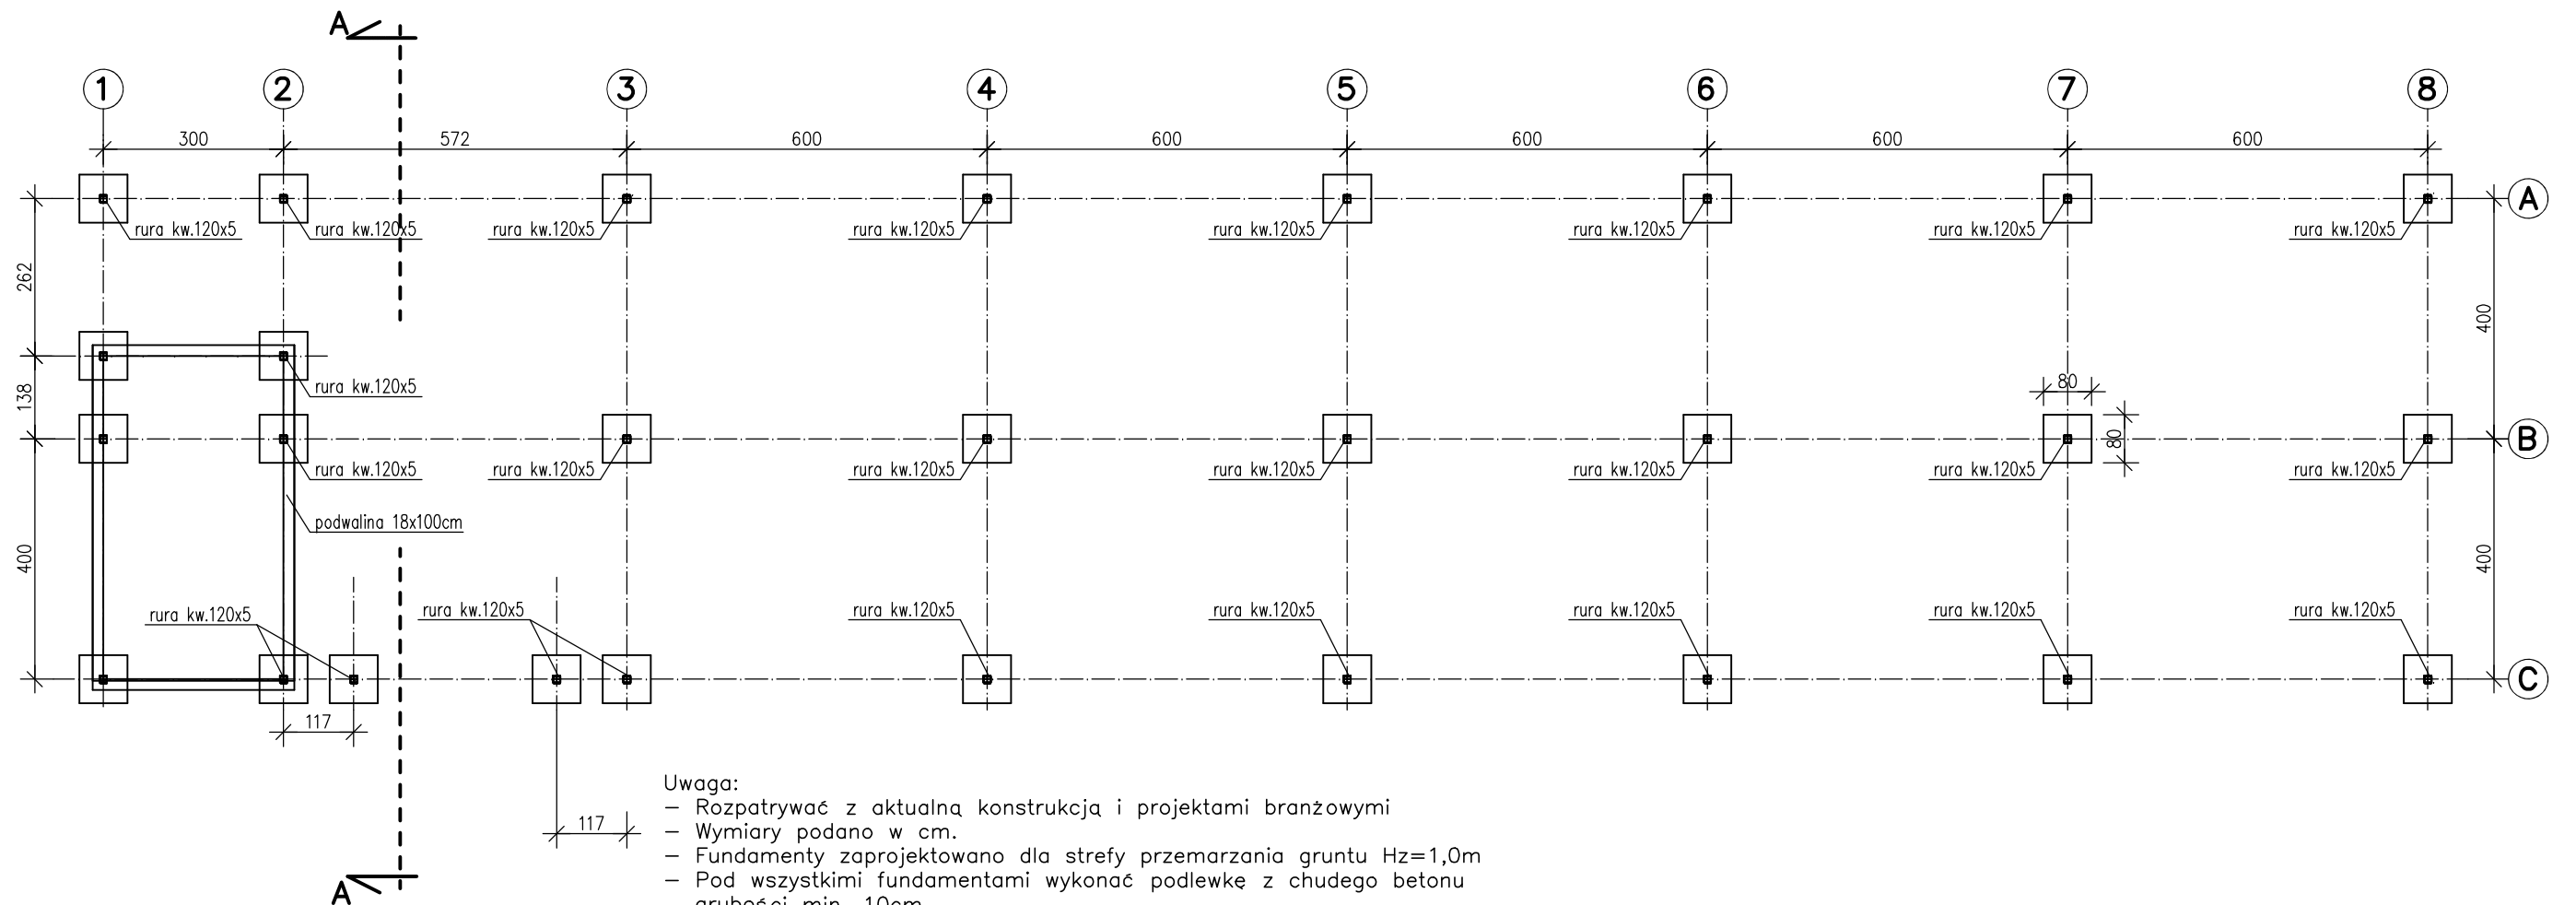 A
1 2 3 4 5 6 7 8
300 572 600 600 600 600 600
A
rura kw.120x5 rura kw.120x5 rura kw.120x5 rura kw.120x5 rura kw.120x5 rura kw.120x5 rura kw.120x5 rura kw.120x5
262
400
80
rura kw.120x5
138
80
B
rura kw.120x5 rura kw.120x5 rura kw.120x5 rura kw.120x5 rura kw.120x5 rura kw.120x5 rura kw.120x5
podwalina 18x100cm
400
400
rura kw.120x5 rura kw.120x5 rura kw.120x5 rura kw.120x5 rura kw.120x5 rura kw.120x5 rura kw.120x5
C
117
Uwaga:
– Rozpatrywać z aktualną konstrukcją i projektami branżowymi
117
– Wymiary podano w cm.
– Fundamenty zaprojektowano dla strefy przemarzania gruntu Hz=1,0m
– Pod wszystkimi fundamentami wykonać podlewkę z chudego betonu
A
grubości min. 10cm